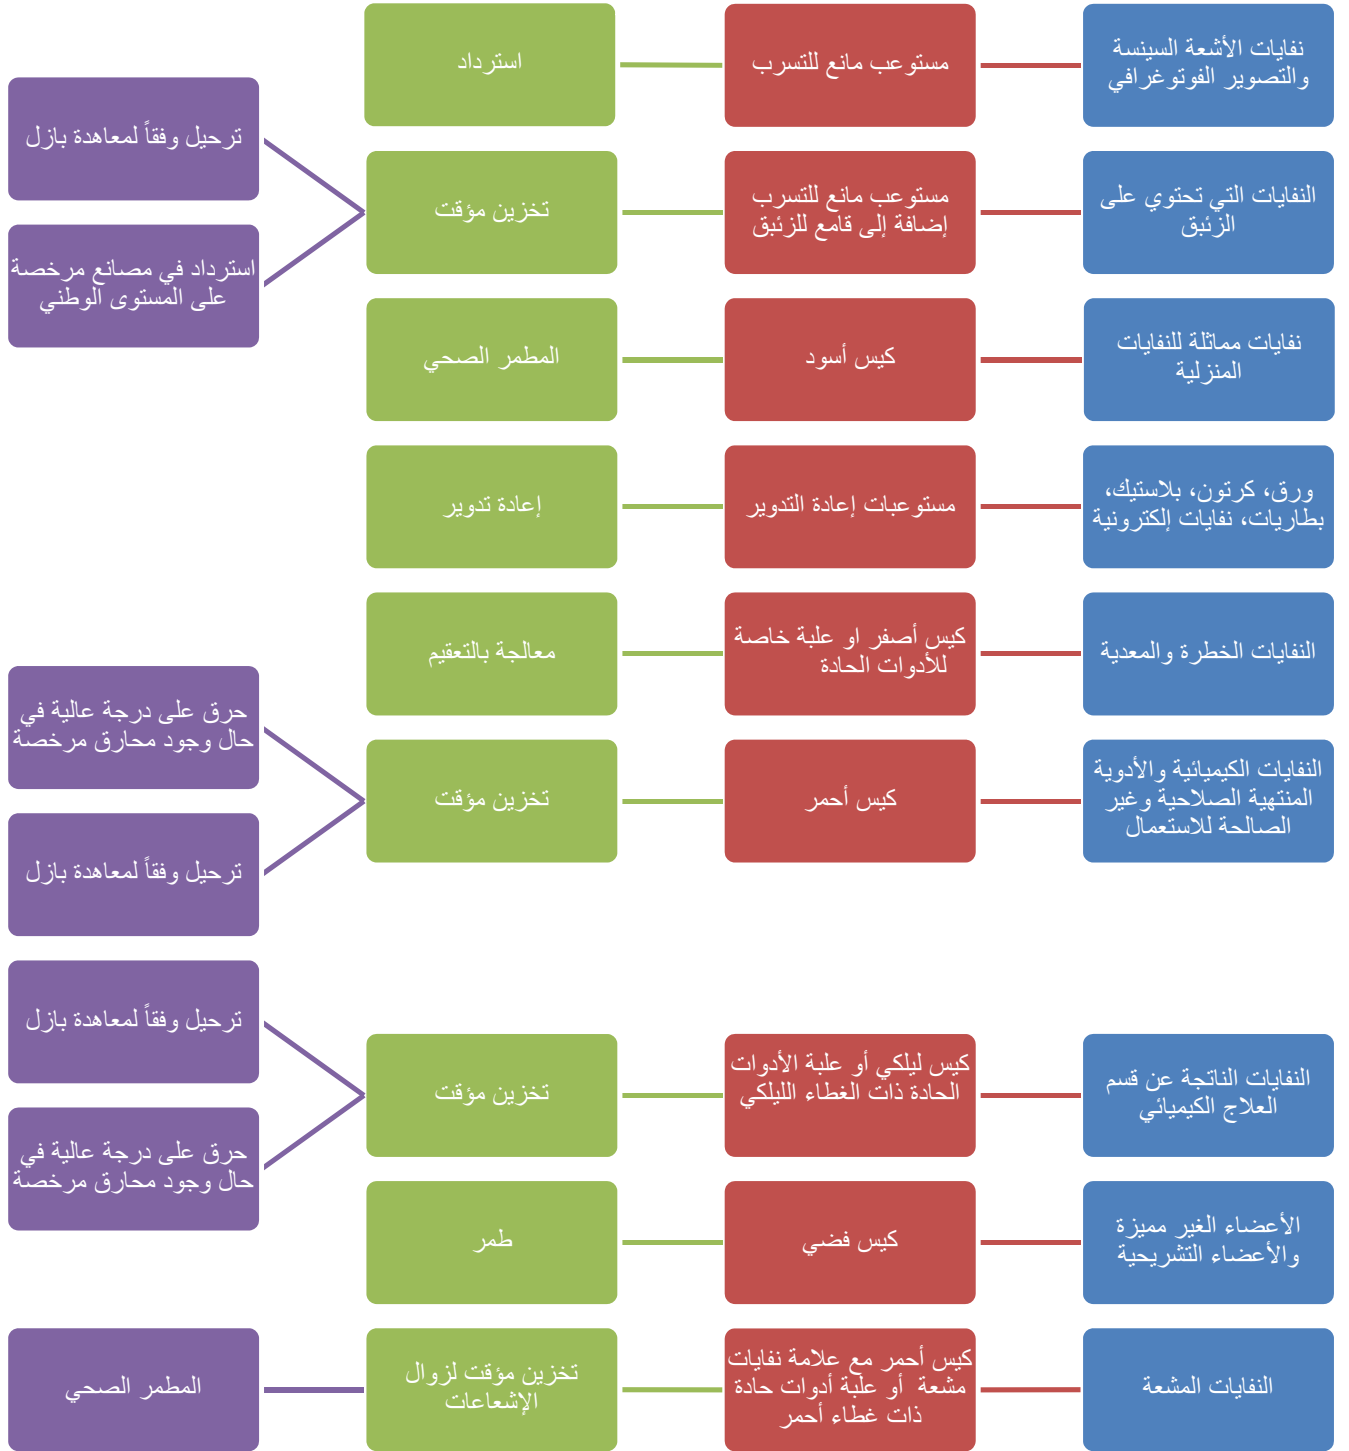 نفايات الأشعة السينسة
والتصوير الفوتوغرافي
مستوعب مانع للتسرب
استرداد
النفايات التي تحتوي على
الزئبق
مستوعب مانع للتسرب
إضافة إلى قامع للزئبق
تخزين مؤقت
ترحيل وفقاً لمعاهدة بازل
استرداد في مصانع مرخصة
على المستوى الوطني
نفايات مماثلة للنفايات
المنزلية
كيس أسود
المطمر الصحي
ورق، كرتون، بلاستيك،
بطاريات، نفايات إلكترونية
مستوعبات إعادة التدوير
إعادة تدوير
النفايات الخطرة والمعدية
كيس أصفر او علبة خاصة
للأدوات الحادة
معالجة بالتعقيم
النفايات الكيميائية والأدوية
المنتهية الصلاحية وغير
الصالحة للاستعمال
كيس أحمر
تخزين مؤقت
حرق على درجة عالية في
حال وجود محارق مرخصة
ترحيل وفقاً لمعاهدة بازل
النفايات الناتجة عن قسم
العلاج الكيميائي
كيس ليلكي أو علبة الأدوات
الحادة ذات الغطاء الليلكي
تخزين مؤقت
ترحيل وفقاً لمعاهدة بازل
حرق على درجة عالية في
حال وجود محارق مرخصة
الأعضاء الغير مميزة
والأعضاء التشريحية
كيس فضي
طمر
النفايات المشعة
كيس أحمر مع علامة نفايات
مشعة أو علبة أدوات حادة
ذات غطاء أحمر
تخزين مؤقت لزوال
الإشعاعات
المطمر الصحي